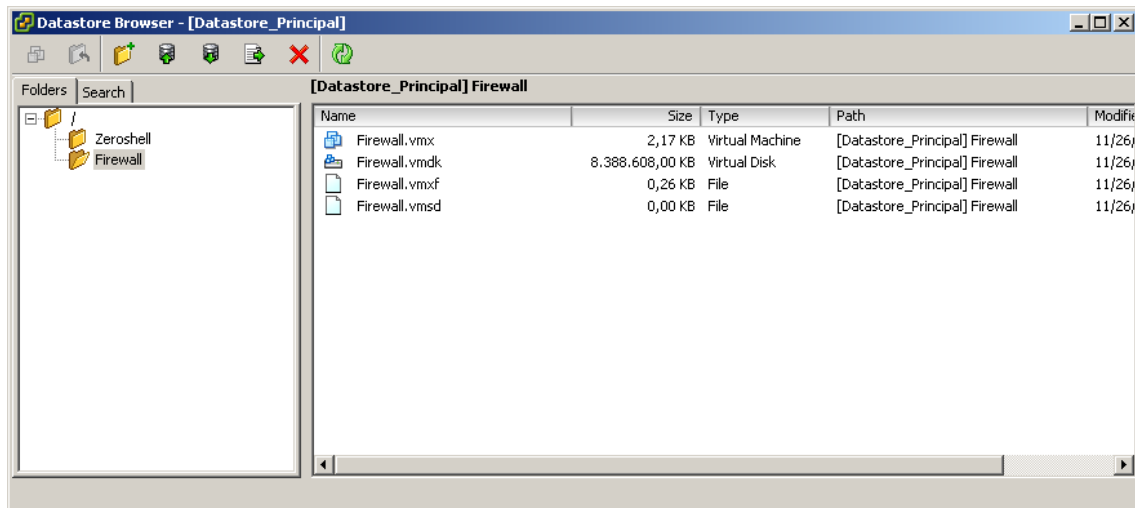 Datastore Browser - [Datastore_Principal]
Folders Search
[Datastore_Principal] Firewall
/
Zeroshell
Firewall
Name Size Type Path Modifie
Firewall.vmx 2,17 KB Virtual Machine [Datastore_Principal] Firewall 11/26/
Firewall.vmdk 8.388.608,00 KB Virtual Disk [Datastore_Principal] Firewall 11/26/
Firewall.vmxf 0,26 KB File [Datastore_Principal] Firewall 11/26/
Firewall.vmsd 0,00 KB File [Datastore_Principal] Firewall 11/26/